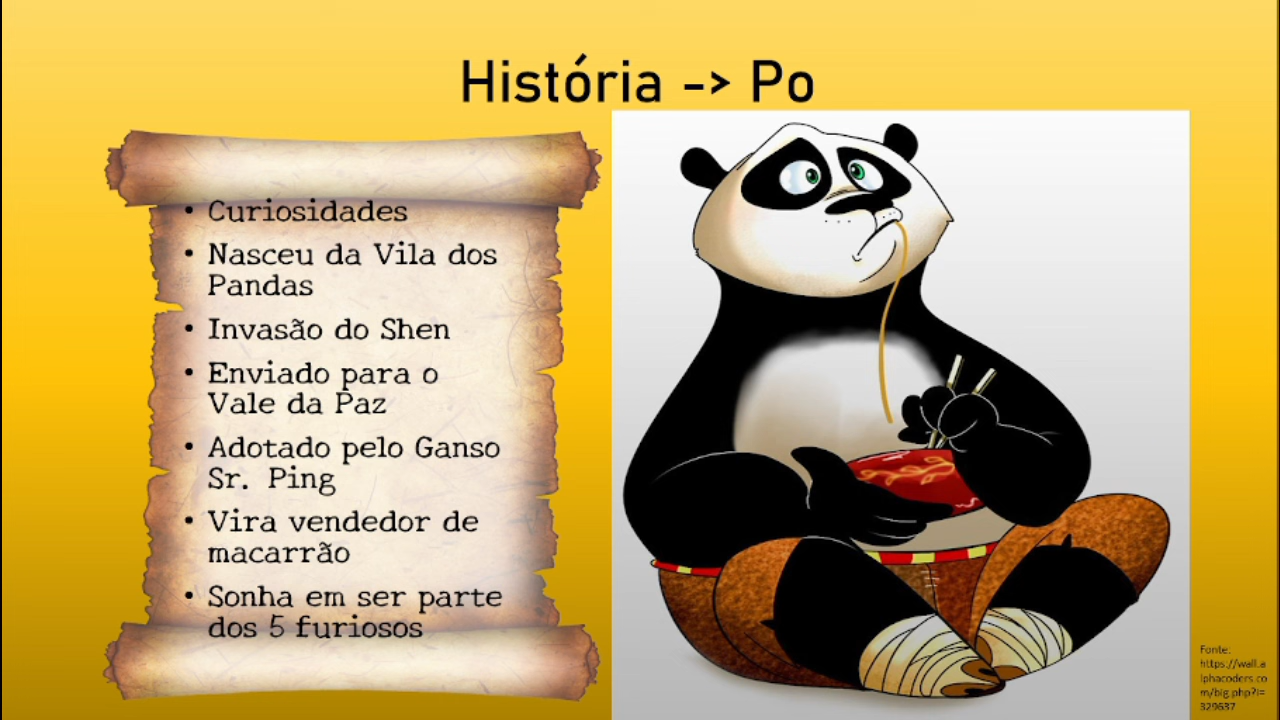 História -> Po
• Curiosidades
• Nasceu da Vila dos
Pandas
• Invasão do Shen
• Enviado para o
Vale da Paz
• Adotado pelo Ganso
Sr. Ping
• Vira vendedor de
macarrão
• Sonha em ser parte
dos 5 furiosos
Fonte:
https://wall.a
lphacoders.co
m/big.php?i=
329637